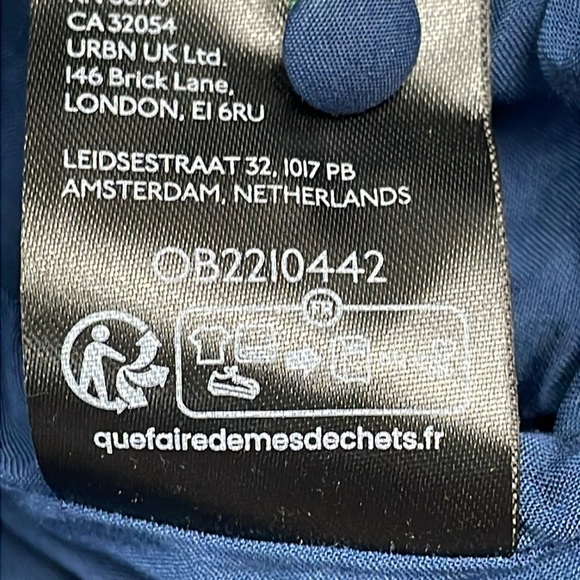 CA 32054
URBN UK Ltd.
146 Brick Lane,
LONDON, E1 6RU
LEIDSESTRAAT 32, 1017 PB
AMSTERDAM, NETHERLANDS
OB2210442
FR
quefairedemesdechets.fr